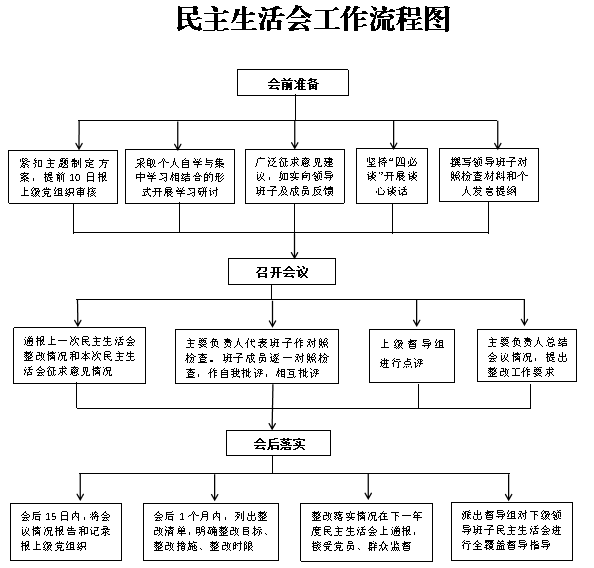 民主生活会工作流程图
会前准备
紧扣主题制定方
案，提前10日报
上级党组织审核
采取个人自学与集
中学习相结合的形
式开展学习研讨
广泛征求意见建
议，如实向领导
班子及成员反馈
坚持“四必
谈”开展谈
心谈话
撰写领导班子对
照检查材料和个
人发言提纲
召开会议
通报上一次民主生活会
整改情况和本次民主生
活会征求意见情况
主要负责人代表班子作对照
检查。班子成员逐一对照检
查，作自我批评，相互批评
上级督导组
进行点评
主要负责人总结
会议情况，提出
整改工作要求
会后落实
会后15日内，将会
议情况报告和记录
报上级党组织
会后1个月内，列出整
改清单，明确整改目标、
整改措施、整改时限
整改落实情况在下一年
度民主生活会上通报，
接受党员、群众监督
派出督导组对下级领
导班子民主生活会进
行全覆盖督导指导